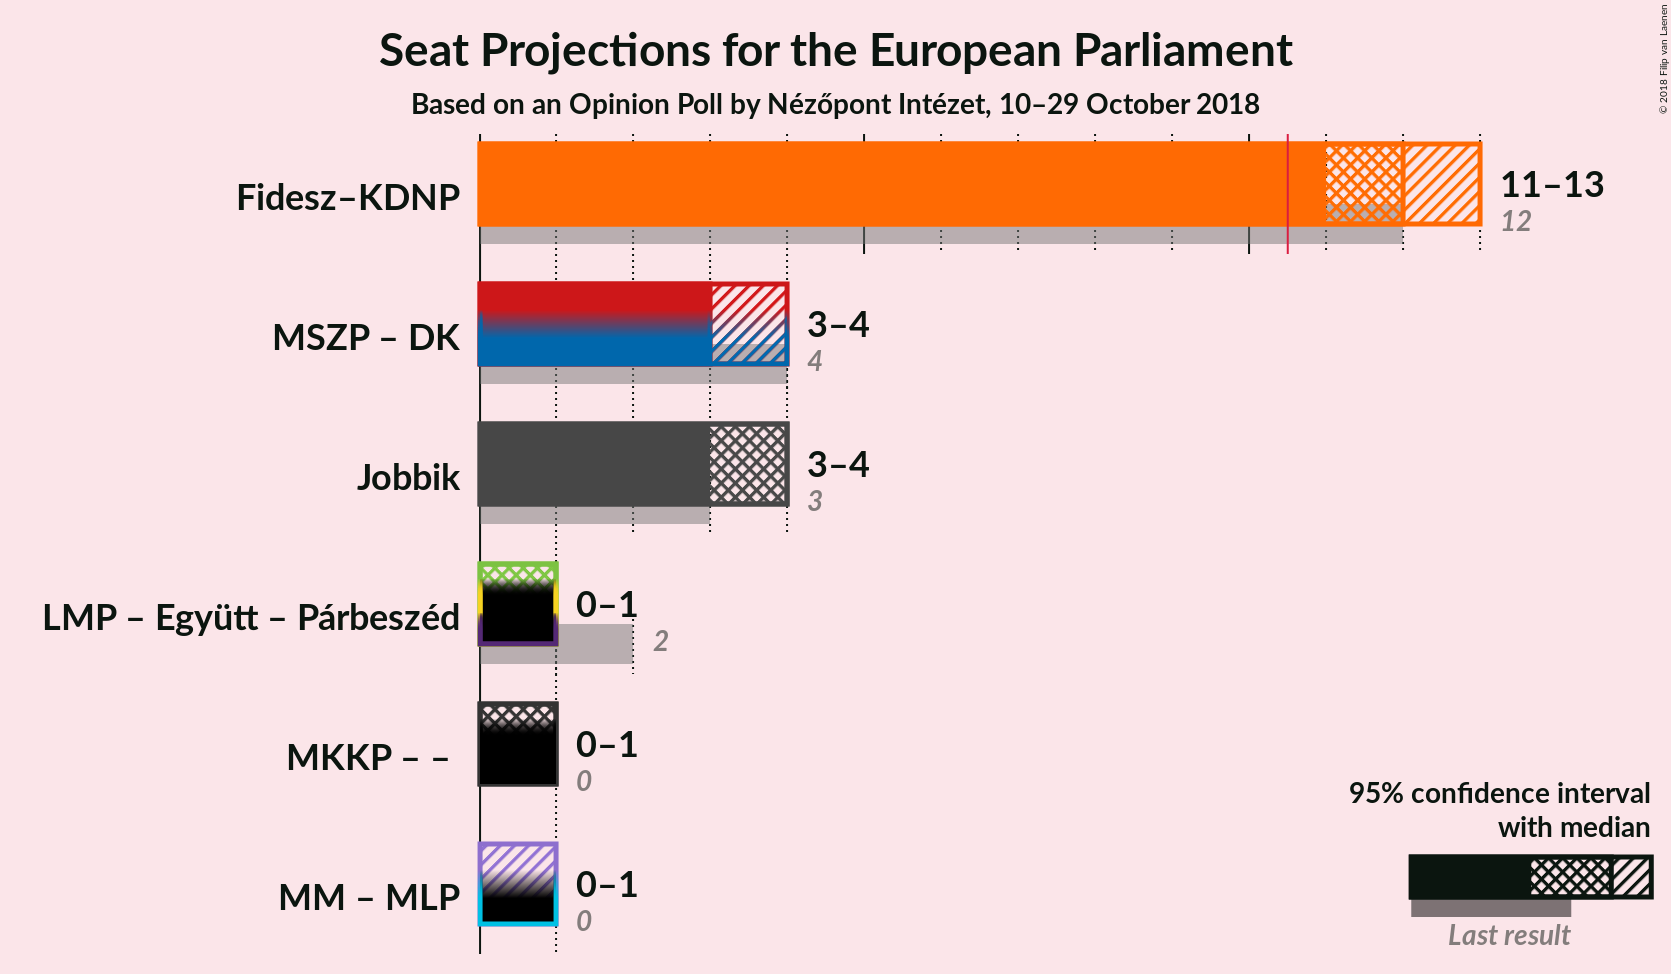 Seat Projections for the European Parliament
Based on an Opinion Poll by Nézőpont Intézet, 10–29 October 2018
© 2018 Filip van Laenen
Fidesz–KDNP
11–13
12
MSZP – DK
3–4
4
Jobbik
3–4
3
LMP – Együtt – Párbeszéd
0–1
2
MKKP – –
0–1
0
MM – MLP
0–1
0
95% confidence interval
with median
Last result